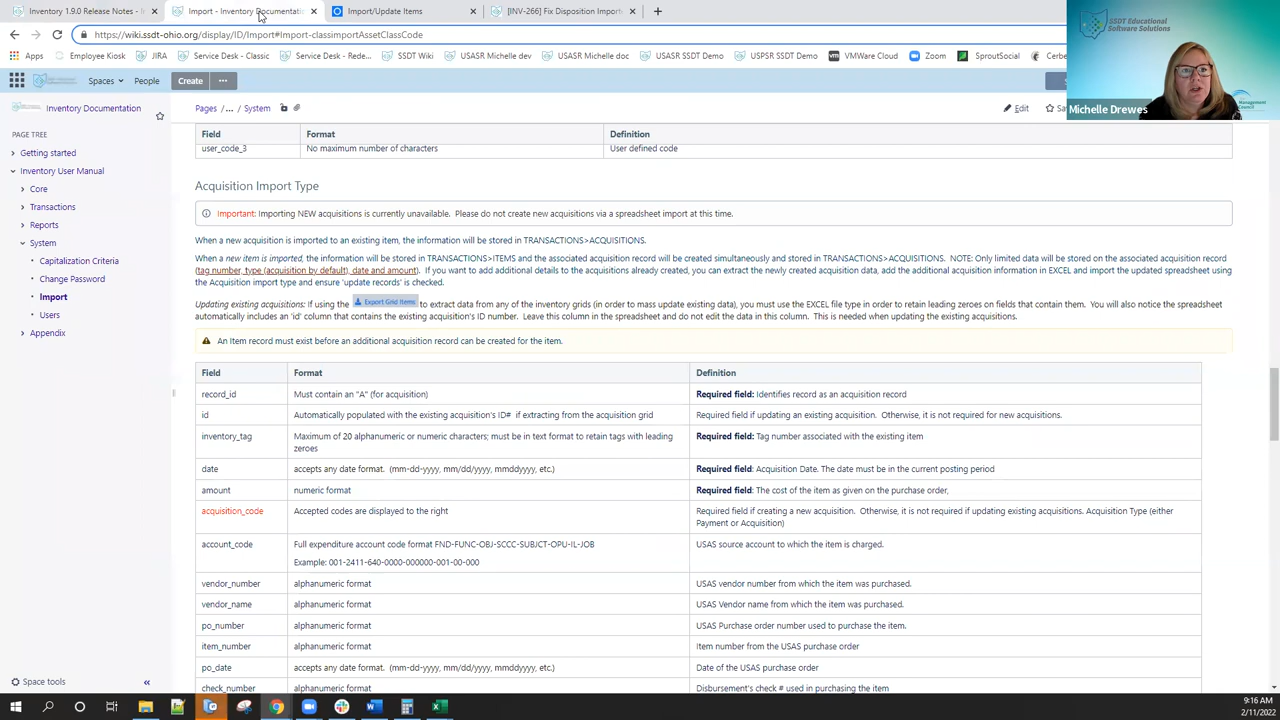 Inventory 1.9.0 Release Notes - I
Import - Inventory Documentatio
Import/Update Items
[INV-266] Fix Disposition Import
https://wiki.ssdt-ohio.org/display/ID/Import#Import-classimportAssetClassCode
Apps
Employee Kiosk
JIRA
Service Desk - Classic
Service Desk - Rede...
SSDT Wiki
USASR Michelle doc
USPSR Michelle doc
USASR SSDT Demo
USPSR SSDT Demo
VMWare Cloud
Zoom
SproutSocial
Spaces
People
Create
SSDT Educational
Software Solutions
Management
Council
Michelle Drewes
Inventory Documentation
Pages / ... / System
Edit
PAGE TREE
Getting started
Inventory User Manual
Core
Transactions
Reports
System
Capitalization Criteria
Change Password
Import
Users
Appendix
Space tools
Field Format Definition
user_code_3 No maximum number of characters User defined code
Acquisition Import Type
Important: Importing NEW acquisitions is currently unavailable. Please do not create new acquisitions via a spreadsheet import at this time.
When a new acquisition is imported to an existing item, the information will be stored in TRANSACTIONS>ACQUISITIONS.
When a new item is imported, the information will be stored in TRANSACTIONS>ITEMS and the associated acquisition record will be created simultaneously and stored in TRANSACTIONS>ACQUISITIONS. NOTE: Only limited data will be stored on the associated acquisition record
(tag number, type (acquisition by default), date and amount). If you want to add additional details to the acquisitions already created, you can extract the newly created acquisition data, add the additional acquisition information in EXCEL and import the updated spreadsheet using
the Acquisition import type and ensure 'update records' is checked.
Updating existing acquisitions: If using the Export Grid Items to extract data from any of the inventory grids (in order to mass update existing data), you must use the EXCEL file type in order to retain leading zeroes on fields that contain them. You will also notice the spreadsheet
automatically includes an 'id' column that contains the existing acquisition's ID number. Leave this column in the spreadsheet and do not edit the data in this column. This is needed when updating the existing acquisitions.
An Item record must exist before an additional acquisition record can be created for the item.
Field Format Definition
record_id Must contain an "A" (for acquisition) Required field: Identifies record as an acquisition record
id Automatically populated with the existing acquisition's ID# if extracting from the acquisition grid Required field if updating an existing acquisition. Otherwise, it is not required for new acquisitions.
inventory_tag Maximum of 20 alphanumeric or numeric characters; must be in text format to retain tags with leading Required field: Tag number associated with the existing item
zeroes
date accepts any date format. (mm-dd-yyyy, mm/dd/yyyy, mmddyyyy, etc.) Required field: Acquisition Date. The date must be in the current posting period
amount numeric format Required field: The cost of the item as given on the purchase order,
acquisition_code Accepted codes are displayed to the right Required field if creating a new acquisition. Otherwise, it is not required if updating existing acquisitions. Acquisition Type (either
Payment or Acquisition)
account_code Full expenditure account code format FND-FUNC-OBJ-SCCC-SUBJCT-OPU-IL-JOB USAS source account to which the item is charged.
Example: 001-2411-640-0000-000000-001-00-000
vendor_number alphanumeric format USAS vendor number from which the item was purchased.
vendor_name alphanumeric format USAS Vendor name from which the item was purchased.
po_number alphanumeric format USAS Purchase order number used to purchase the item.
item_number alphanumeric format Item number from the USAS purchase order
po_date accepts any date format. (mm-dd-yyyy, mm/dd/yyyy, mmddyyyy, etc.) Date of the USAS purchase order
check_number alphanumeric format Disbursement's check # used in purchasing the item
9:16 AM
2/11/2022